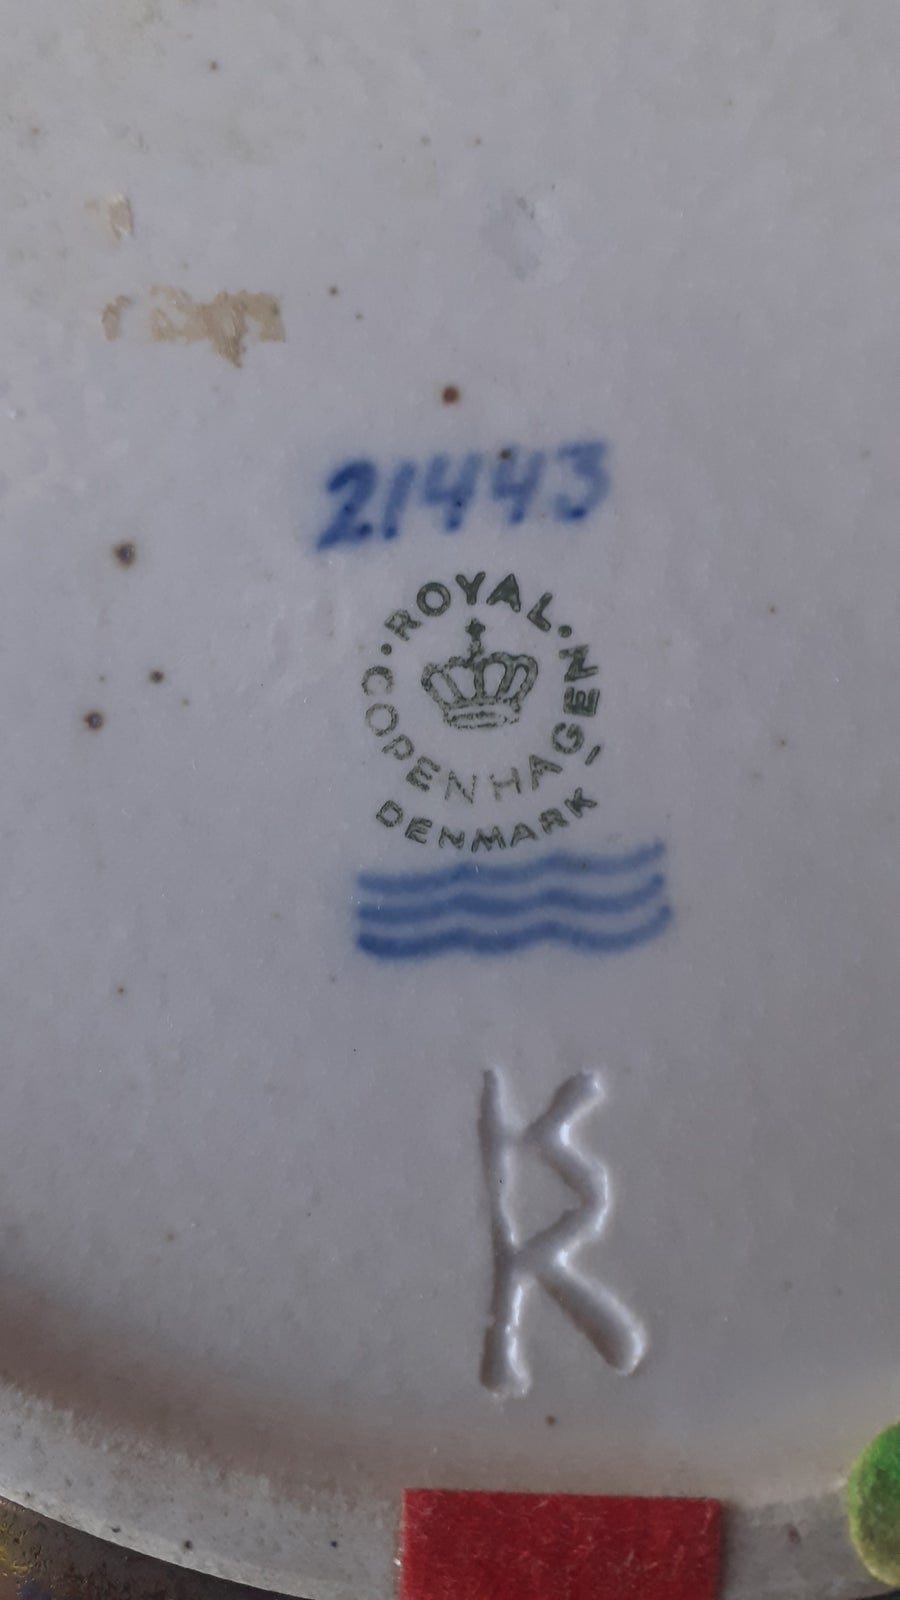 21443
ROYAL
COPENHAGEN
DENMARK